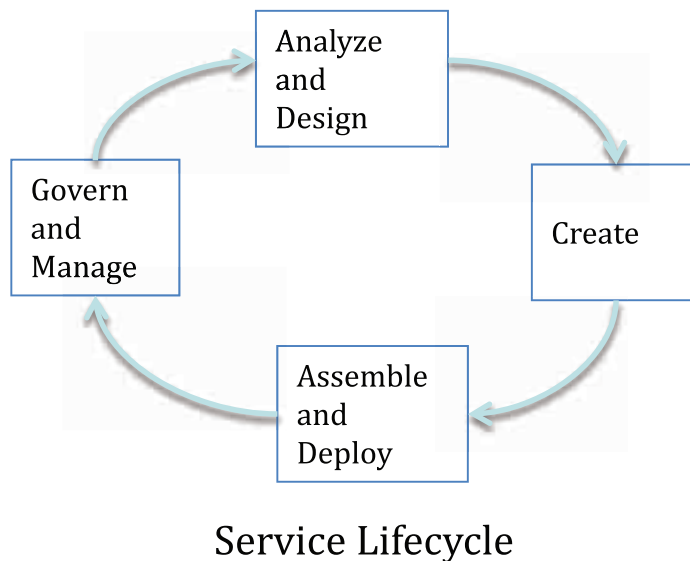 Analyze
and
Design
Create
Assemble
and
Deploy
Govern
and
Manage
Service Lifecycle